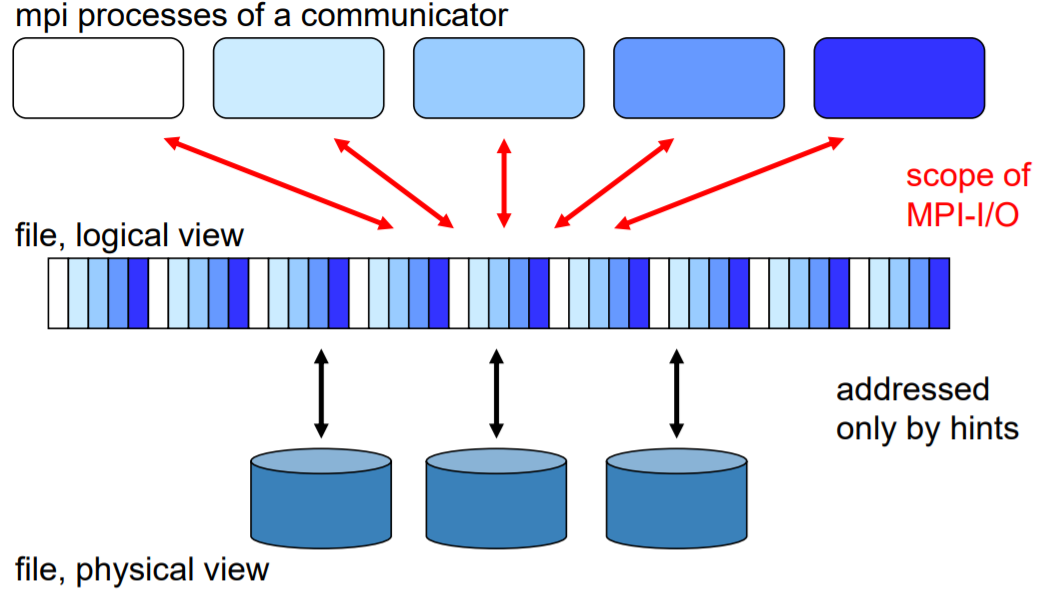 mpi processes of a communicator
scope of
MPI-I/O
file, logical view
addressed
only by hints
file, physical view